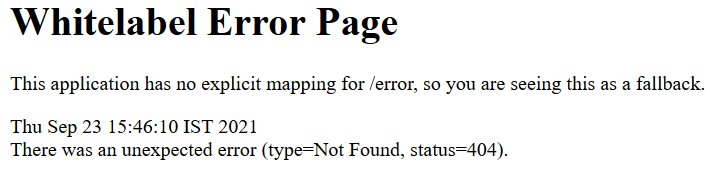 Whitelabel Error Page
This application has no explicit mapping for /error, so you are seeing this as a fallback.
Thu Sep 23 15:46:10 IST 2021
There was an unexpected error (type=Not Found, status=404).